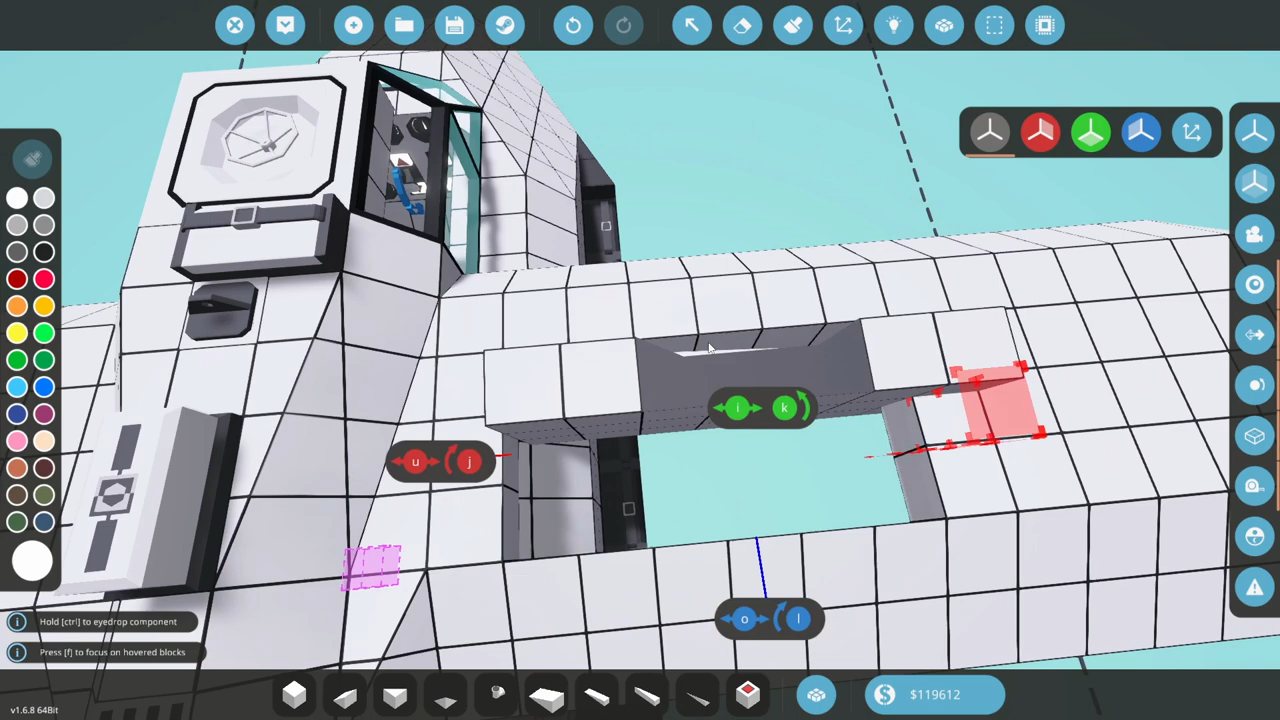 i k
u j
o l
Hold [ctrl] to eyedrop component
Press [f] to focus on hovered blocks
$119612
v1.6.8 64Bit